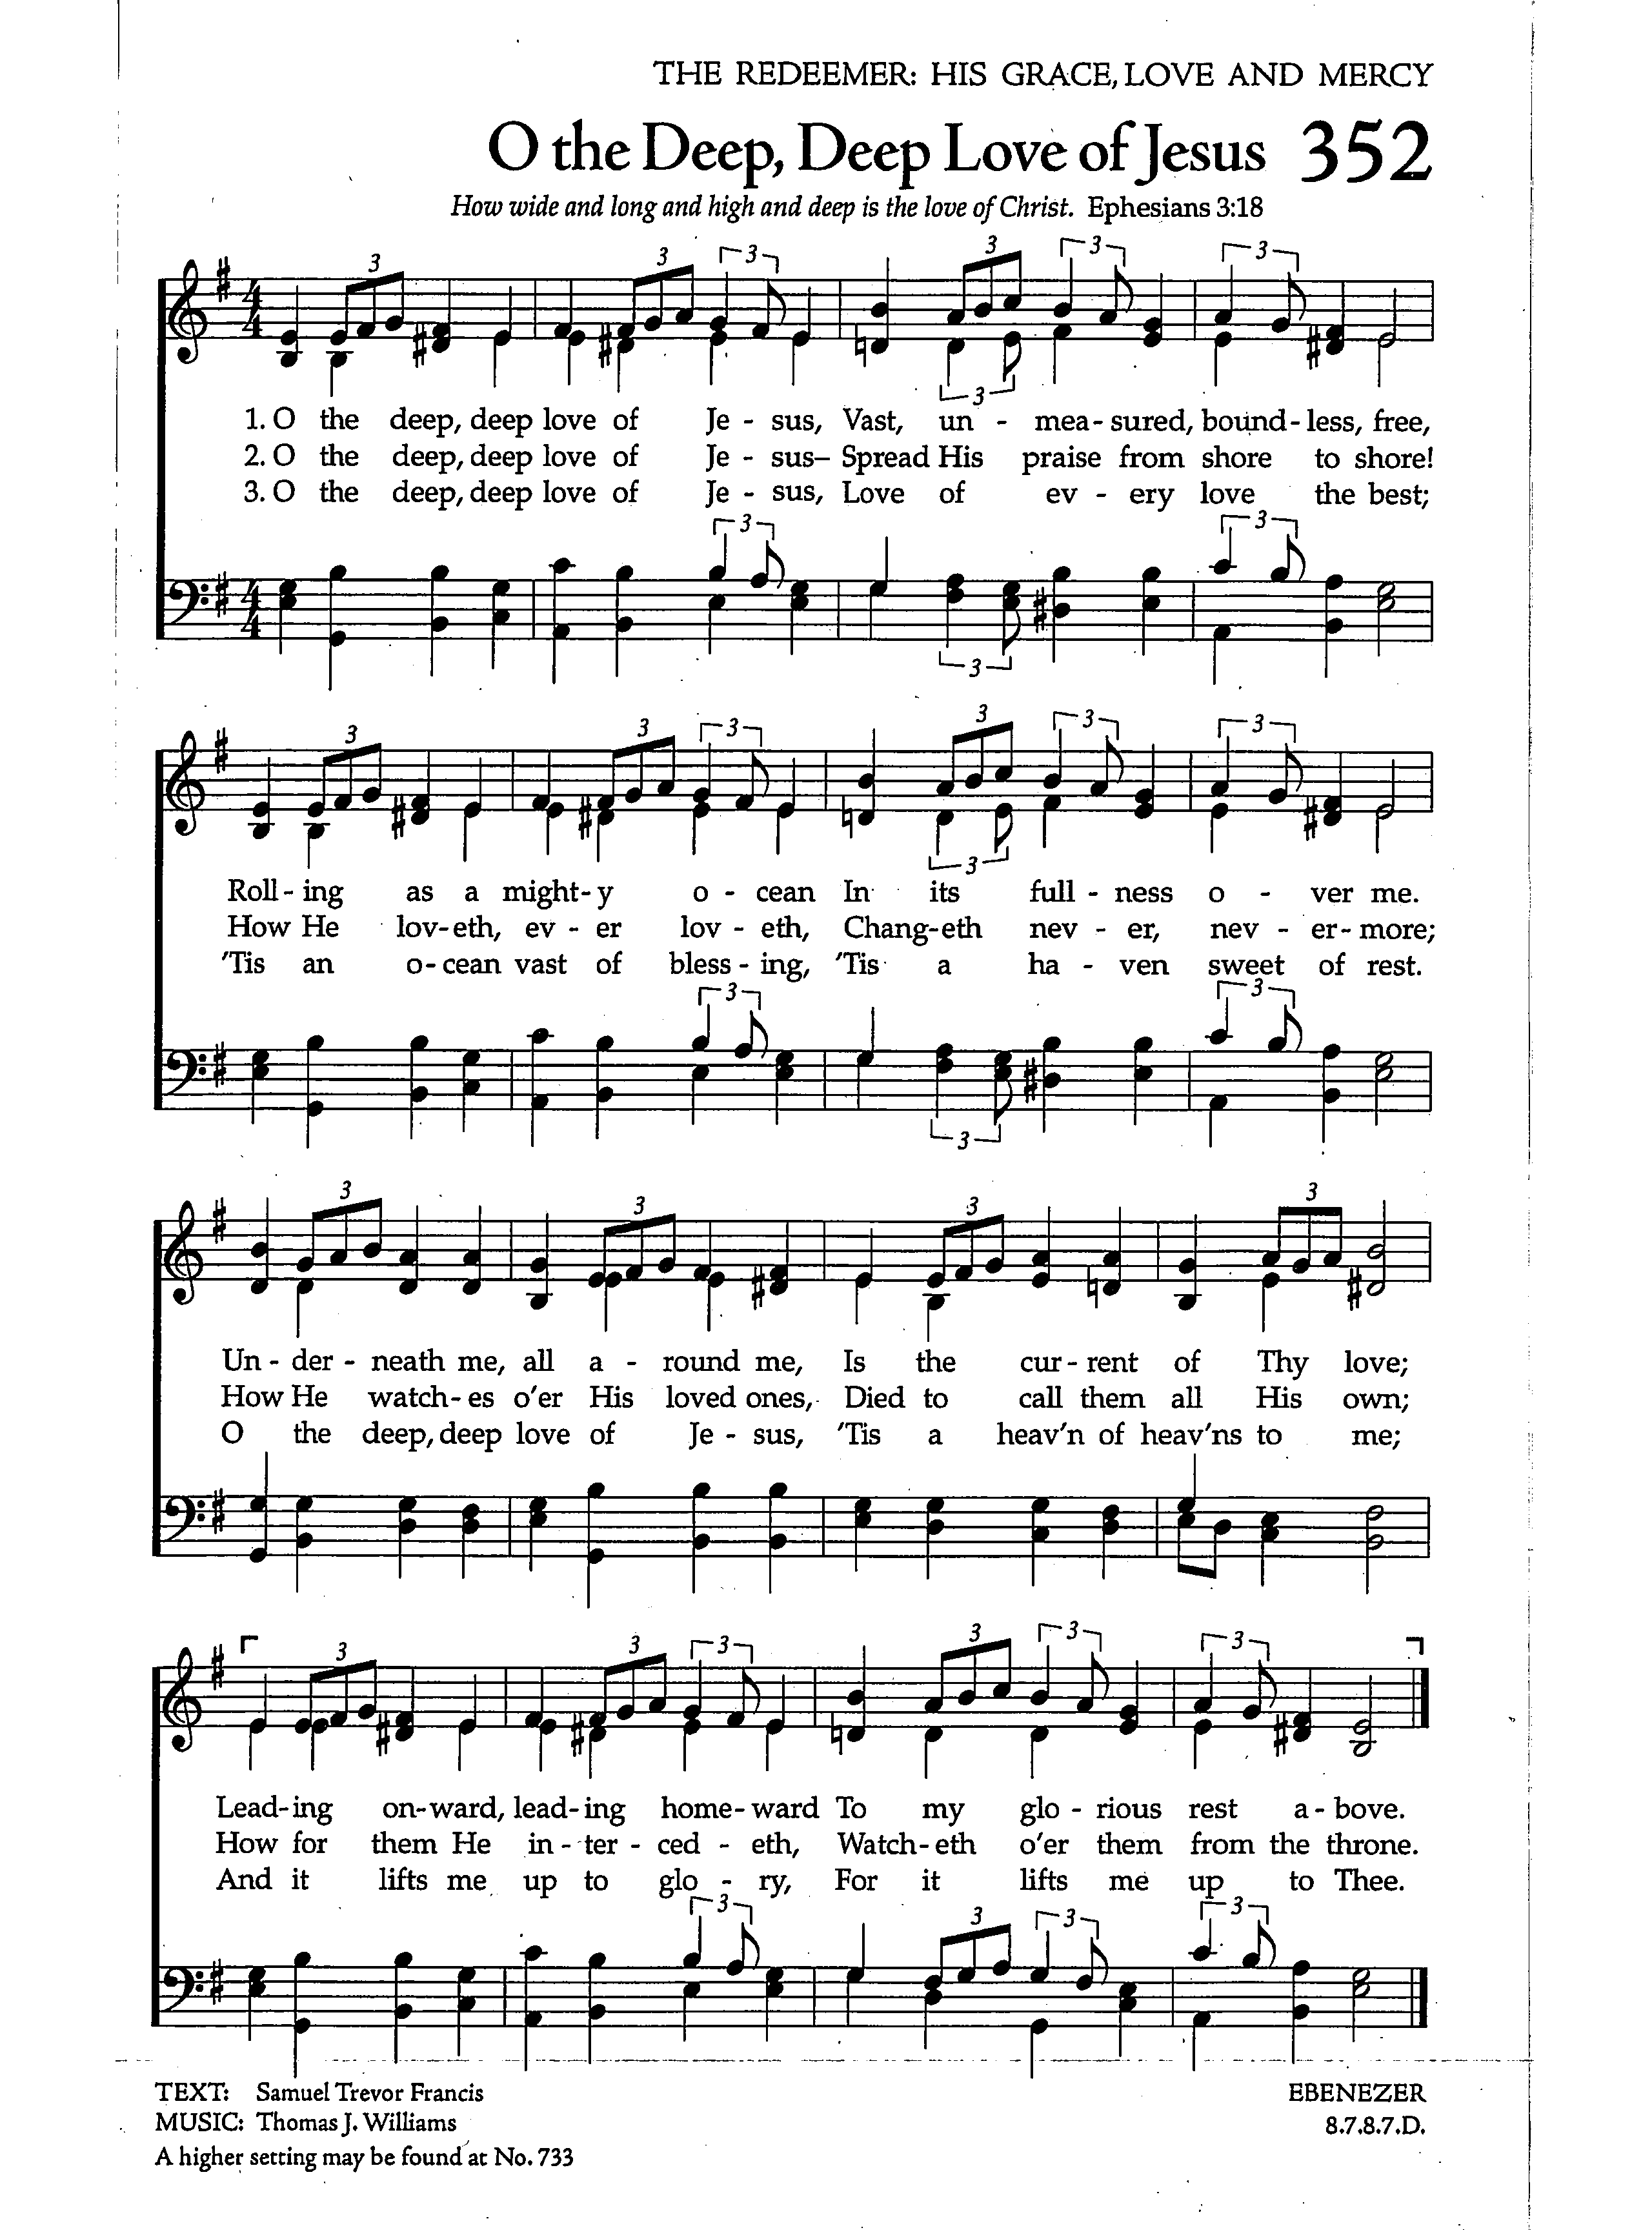 THE REDEEMER: HIS GRACE, LOVE AND MERCY
O the Deep, Deep Love of Jesus 352
How wide and long and high and deep is the love of Christ. Ephesians 3:18
1. O the deep, deep love of Je - sus, Vast, un - mea - sured, bound - less, free,
2. O the deep, deep love of Je - sus– Spread His praise from shore to shore!
3. O the deep, deep love of Je - sus, Love of ev - ery love the best;
Roll - ing as a might - y o - cean In its full - ness o - ver me.
How He lov - eth, ev - er lov - eth, Chang - eth nev - er, nev - er - more;
'Tis an o - cean vast of bless - ing, 'Tis a ha - ven sweet of rest.
Un - der - neath me, all a - round me, Is the cur - rent of Thy love;
How He watch - es o'er His loved ones, Died to call them all His own;
O the deep, deep love of Je - sus, 'Tis a heav'n of heav'ns to me;
Lead - ing on - ward, lead - ing home - ward To my glo - rious rest a - bove.
How for them He in - ter - ced - eth, Watch - eth o'er them from the throne.
And it lifts me up to glo - ry, For it lifts me up to Thee.
TEXT: Samuel Trevor Francis EBENEZER
MUSIC: Thomas J. Williams 8.7.8.7.D.
A higher setting may be found at No. 733